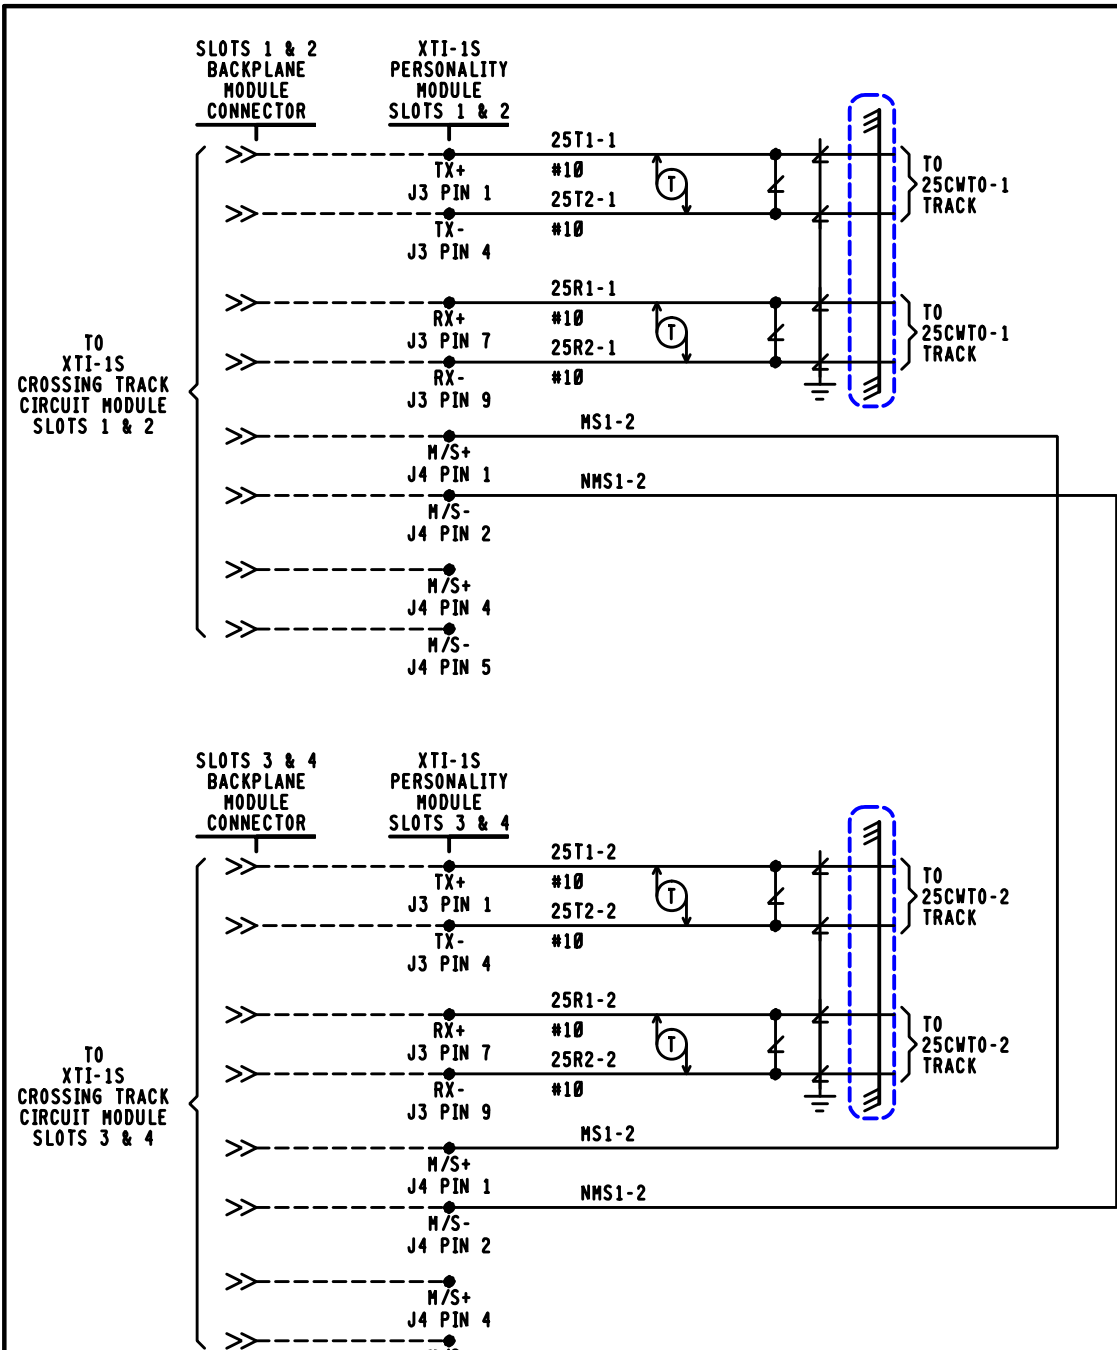 SLOTS 1 & 2
BACKPLANE
MODULE
CONNECTOR
XTI-1S
PERSONALITY
MODULE
SLOTS 1 & 2
25T1-1
#10
TX+
J3 PIN 1
25T2-1
#10
TX-
J3 PIN 4
T
TO
25CWTO-1
TRACK
25R1-1
#10
RX+
J3 PIN 7
25R2-1
#10
RX-
J3 PIN 9
T
TO
25CWTO-1
TRACK
TO
XTI-1S
CROSSING TRACK
CIRCUIT MODULE
SLOTS 1 & 2
MS1-2
M/S+
J4 PIN 1
NMS1-2
M/S-
J4 PIN 2
M/S+
J4 PIN 4
M/S-
J4 PIN 5
SLOTS 3 & 4
BACKPLANE
MODULE
CONNECTOR
XTI-1S
PERSONALITY
MODULE
SLOTS 3 & 4
25T1-2
#10
TX+
J3 PIN 1
25T2-2
#10
TX-
J3 PIN 4
T
TO
25CWTO-2
TRACK
25R1-2
#10
RX+
J3 PIN 7
25R2-2
#10
RX-
J3 PIN 9
T
TO
25CWTO-2
TRACK
TO
XTI-1S
CROSSING TRACK
CIRCUIT MODULE
SLOTS 3 & 4
MS1-2
M/S+
J4 PIN 1
NMS1-2
M/S-
J4 PIN 2
M/S+
J4 PIN 4